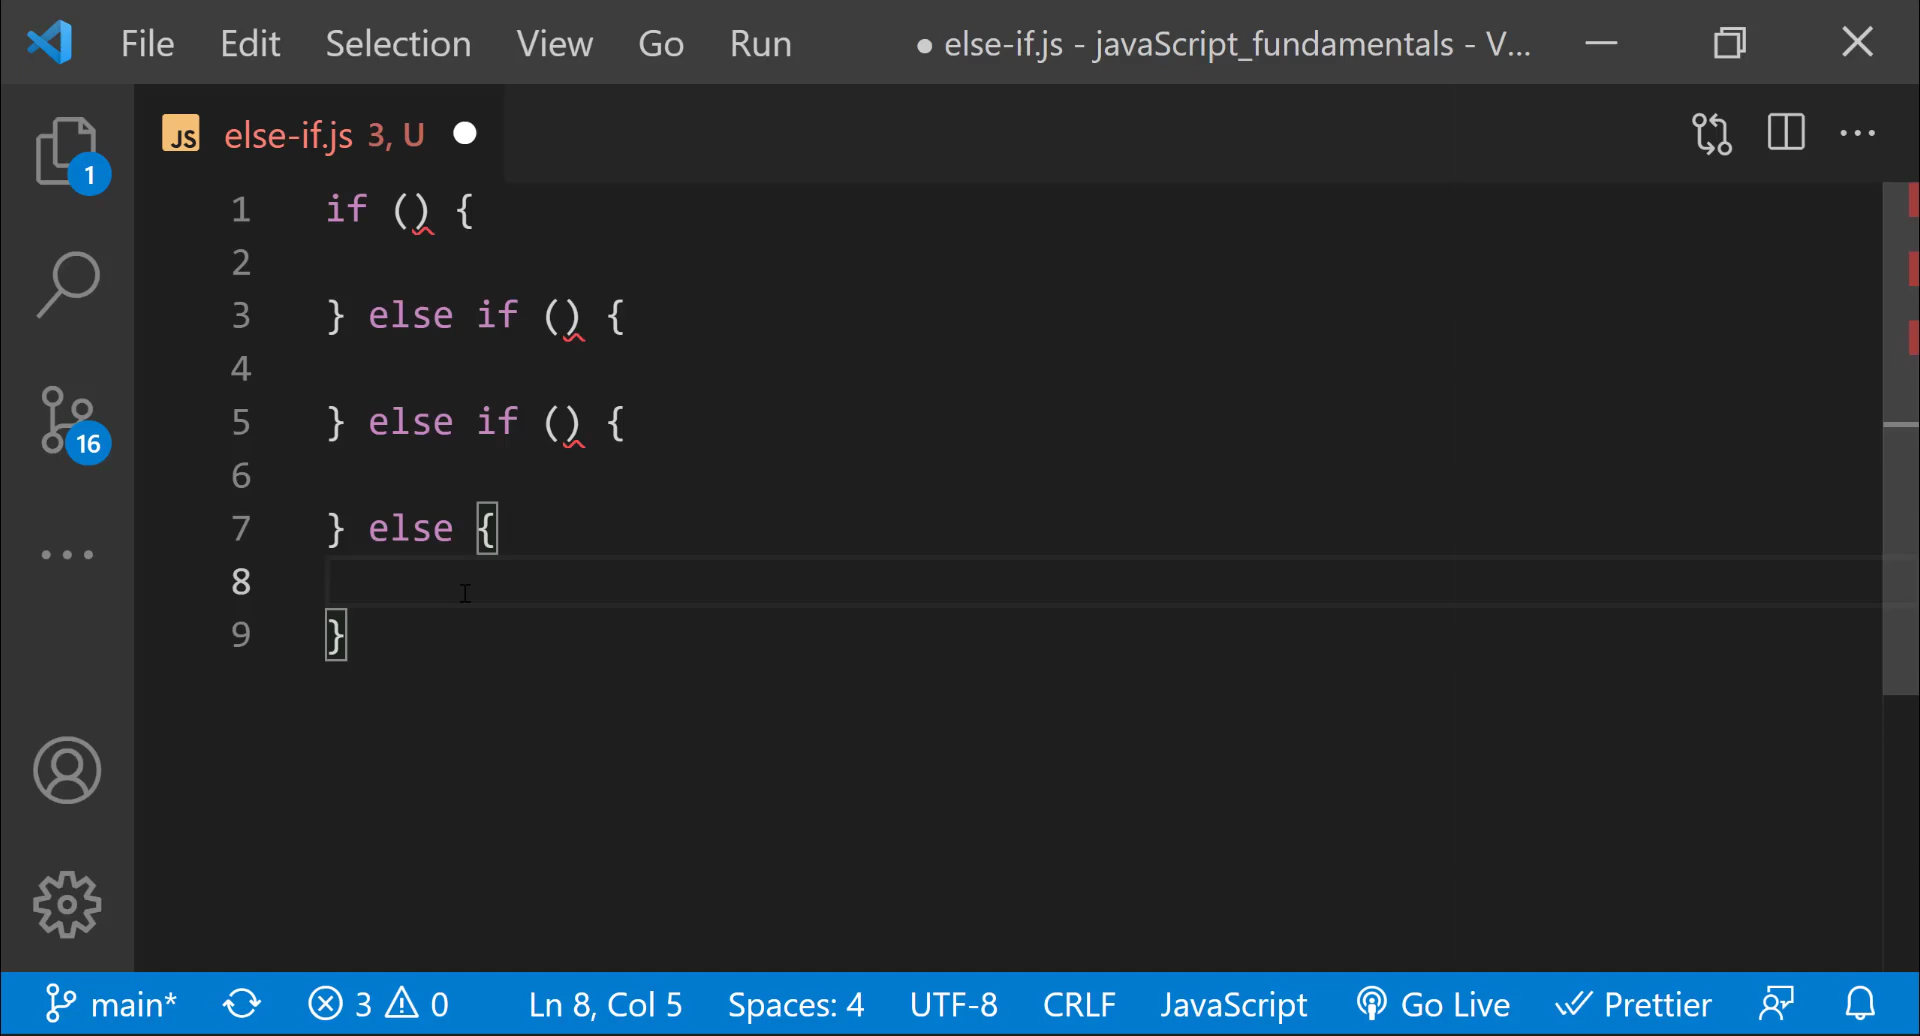 File Edit Selection View Go Run ● else-if.js - javaScript_fundamentals - V...
JS else-if.js 3, U
1
1 if () {
2
3 } else if () {
4
5 } else if () {
6
16
7 } else {
8
9 }
main* 3 0 Ln 8, Col 5 Spaces: 4 UTF-8 CRLF JavaScript Go Live Prettier